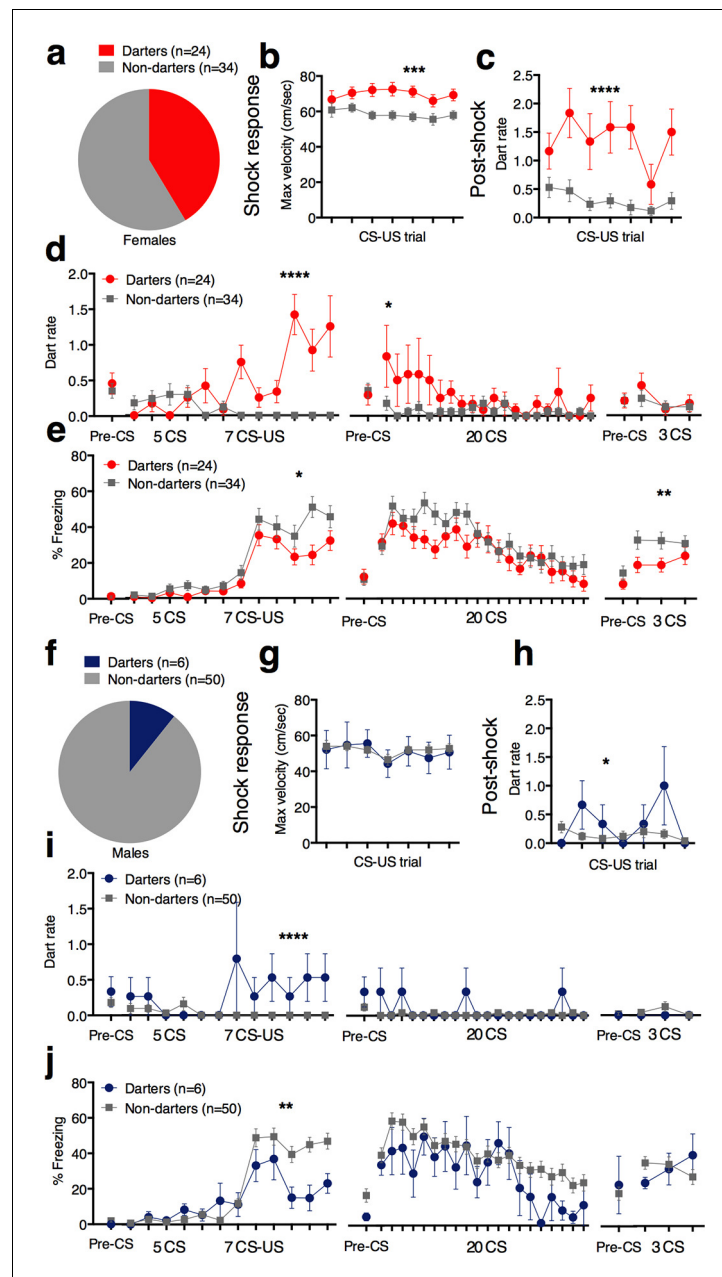 a
Darters (n=24)
Non-darters (n=34)
Females
b
***
Shock response
Max velocity (cm/sec)
80
60
40
20
0
CS-US trial
c
****
Post-shock
Dart rate
2.5
2.0
1.5
1.0
0.5
0.0
CS-US trial
d
Darters (n=24)
Non-darters (n=34)
****
*
Dart rate
2.0
1.5
1.0
0.5
0.0
Pre-CS 5 CS 7 CS-US
Pre-CS 20 CS
Pre-CS 3 CS
e
Darters (n=24)
Non-darters (n=34)
*
**
% Freezing
80
60
40
20
0
Pre-CS 5 CS 7 CS-US
Pre-CS 20 CS
Pre-CS 3 CS
f
Darters (n=6)
Non-darters (n=50)
Males
g
Shock response
Max velocity (cm/sec)
80
60
40
20
0
CS-US trial
h
*
Post-shock
Dart rate
2.5
2.0
1.5
1.0
0.5
0.0
CS-US trial
i
Darters (n=6)
Non-darters (n=50)
****
Dart rate
2.0
1.5
1.0
0.5
0.0
Pre-CS 5 CS 7 CS-US
Pre-CS 20 CS
Pre-CS 3 CS
j
Darters (n=6)
Non-darters (n=50)
**
% Freezing
80
60
40
20
0
Pre-CS 5 CS 7 CS-US
Pre-CS 20 CS
Pre-CS 3 CS